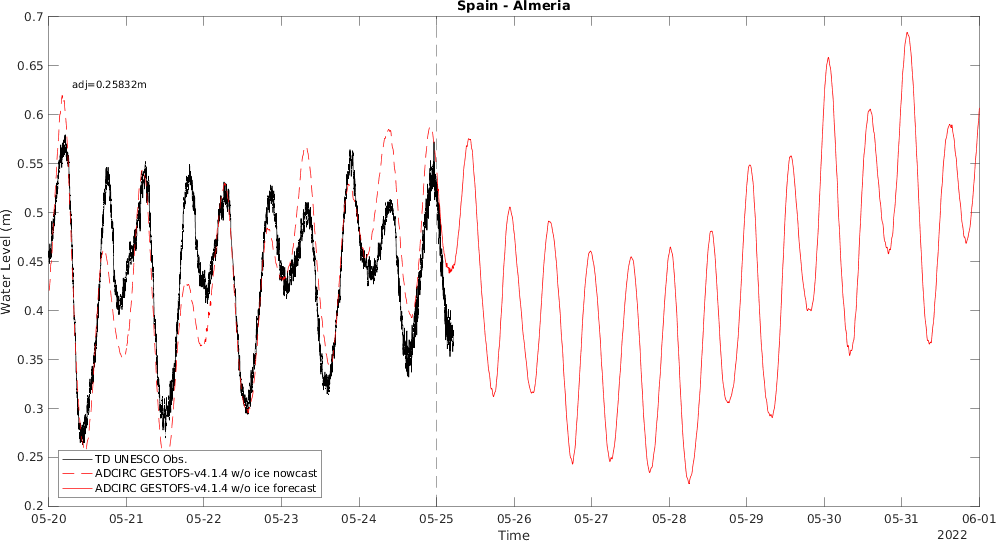 Spain - Almeria
0.7
0.65
0.6
0.55
0.5
0.45
0.4
0.35
0.3
0.25
0.2
Water Level (m)
adj=0.25832m
TD UNESCO Obs.
ADCIRC GESTOFS-v4.1.4 w/o ice nowcast
ADCIRC GESTOFS-v4.1.4 w/o ice forecast
05-20 05-21 05-22 05-23 05-24 05-25 05-26 05-27 05-28 05-29 05-30 05-31 06-01
Time
2022